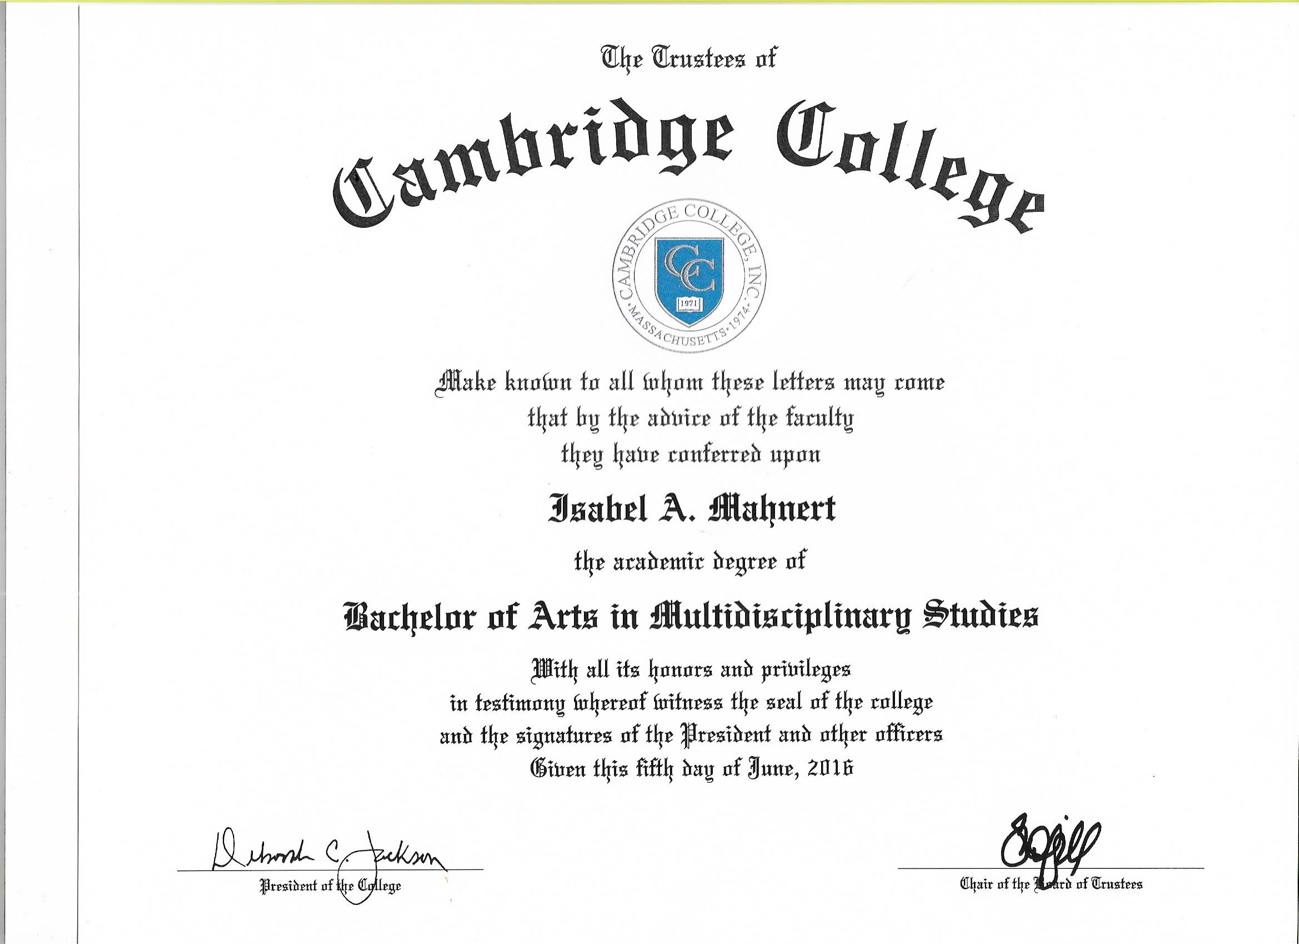 The Trustees of
Cambridge College
CAMBRIDGE COLLEGE, INC.
CC
1971
MASSACHUSETTS • 1974
Make known to all whom these letters may come
that by the advice of the faculty
they have conferred upon
Isabel A. Mahnert
the academic degree of
Bachelor of Arts in Multidisciplinary Studies
With all its honors and privileges
in testimony whereof witness the seal of the college
and the signatures of the President and other officers
Given this fifth day of June, 2016
Deborah C. Jackson
President of the College
Chair of the Board of Trustees